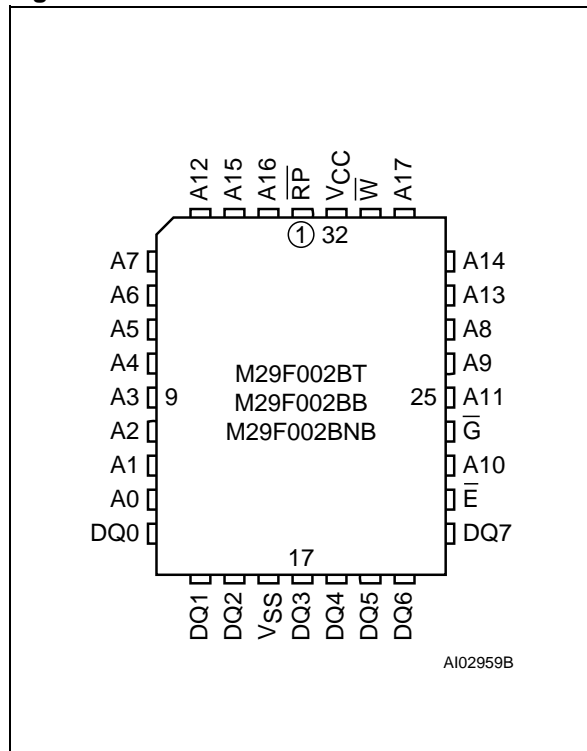 A12
A15
A16
RP
VCC
W
A17
1 32
A7
A6
A5
A4
A3
A2
A1
A0
DQ0
9
M29F002BT
M29F002BB
M29F002BNB
25
A14
A13
A8
A9
A11
G
A10
E
DQ7
17
DQ1
DQ2
VSS
DQ3
DQ4
DQ5
DQ6
AI02959B